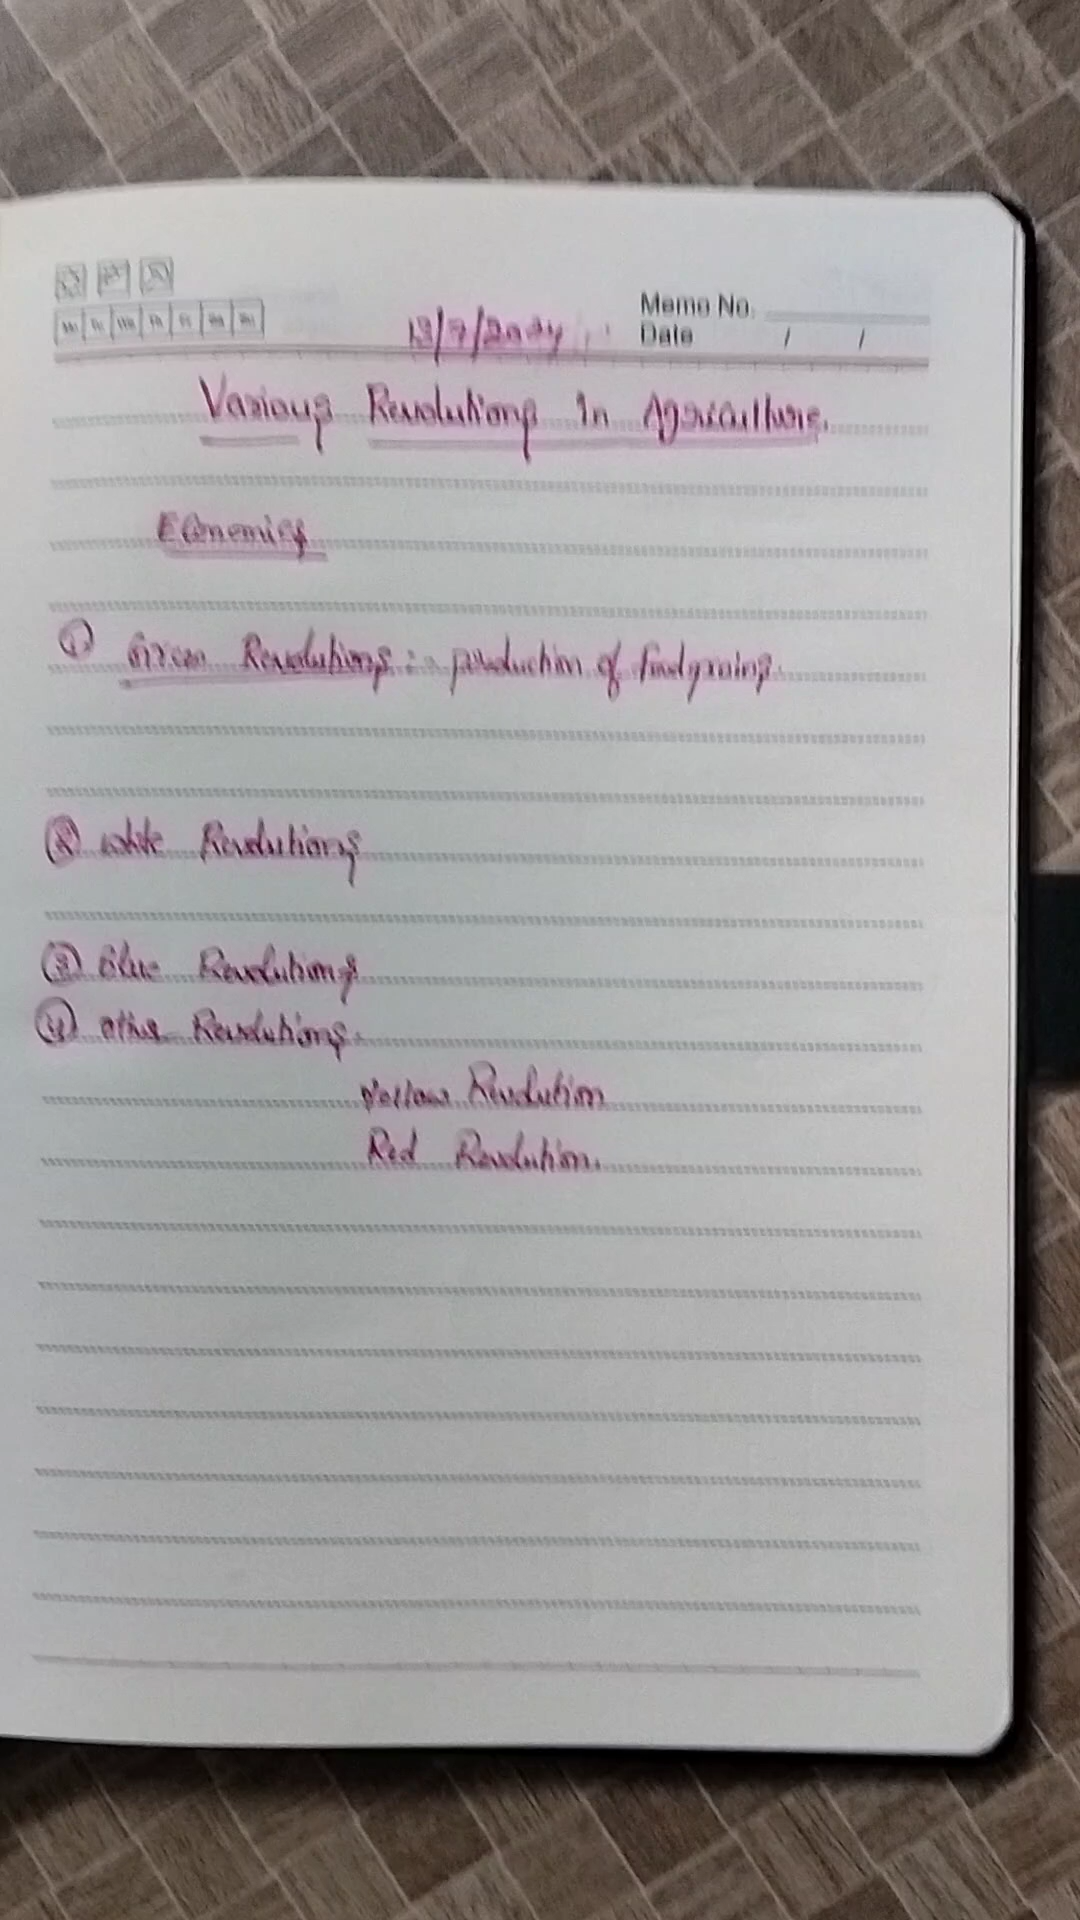 Memo No.
13/7/2024
Date / /
Various Revolutions In Agriculture.
Economics
① Green Revolutions :- production of foodgrains.
② white Revolutions
③ Blue Revolutions
④ other Revolutions.
Yellow Revolution
Red Revolution.